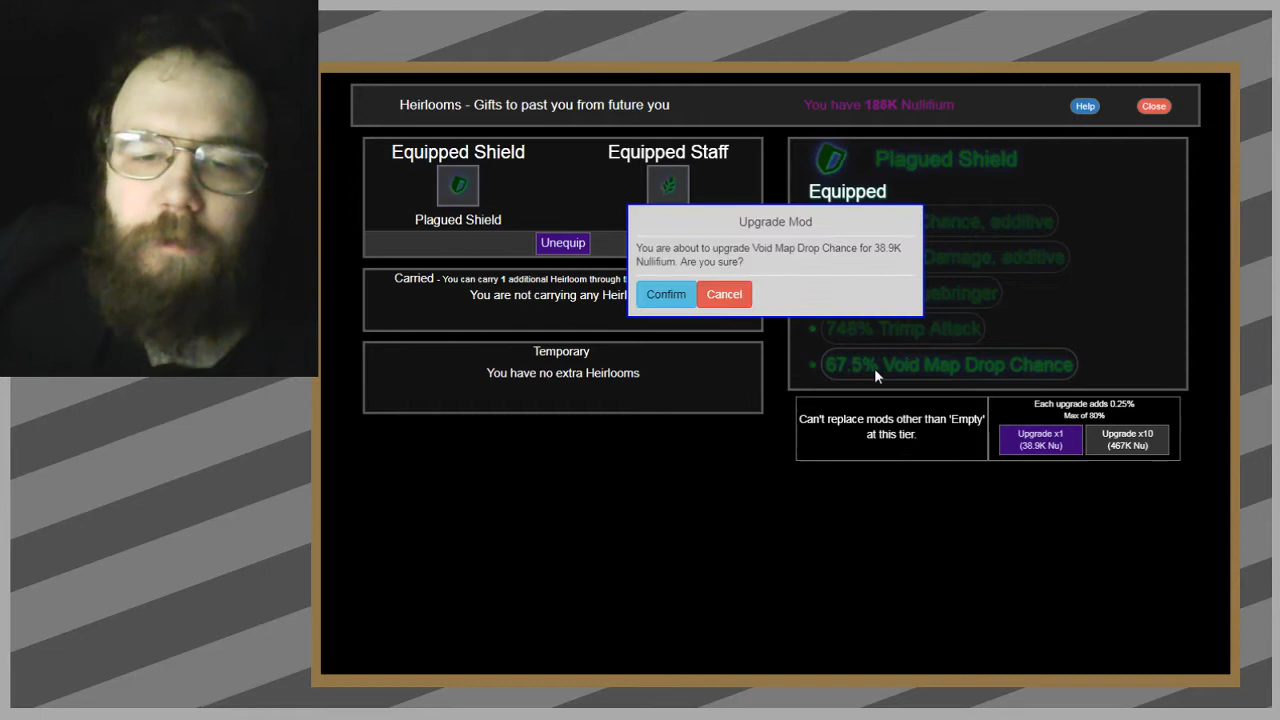 Heirlooms - Gifts to past you from future you
You have 186K Nullifium
Help
Close
Equipped Shield
Equipped Staff
Plagued Shield
Unequip
Carried - You can carry 1 additional Heirloom through t
You are not carrying any Heirl
Temporary
You have no extra Heirlooms
Upgrade Mod
You are about to upgrade Void Map Drop Chance for 38.9K
Nullifium. Are you sure?
Confirm
Cancel
Plagued Shield
Equipped
Chance, additive
Damage, additive
ebringer
748% Trimp Attack
67.5% Void Map Drop Chance
Can't replace mods other than 'Empty'
at this tier.
Each upgrade adds 0.25%
Max of 80%
Upgrade x1
(38.9K Nu)
Upgrade x10
(467K Nu)